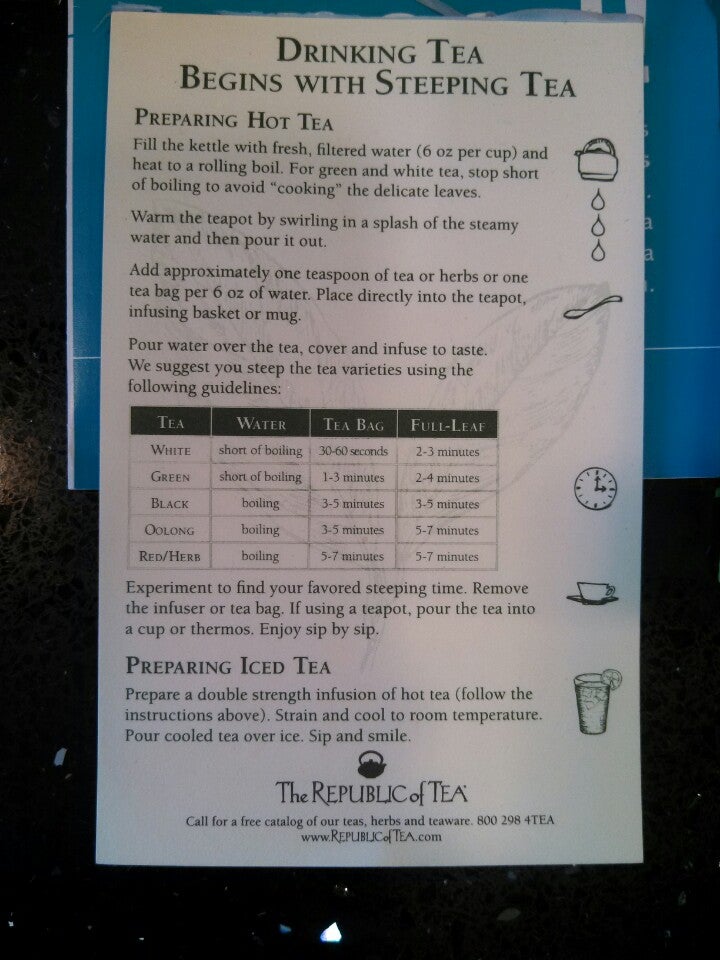 DRINKING TEA
BEGINS WITH STEEPING TEA
PREPARING HOT TEA
Fill the kettle with fresh, filtered water (6 oz per cup) and
heat to a rolling boil. For green and white tea, stop short
of boiling to avoid “cooking” the delicate leaves.
Warm the teapot by swirling in a splash of the steamy
water and then pour it out.
Add approximately one teaspoon of tea or herbs or one
tea bag per 6 oz of water. Place directly into the teapot,
infusing basket or mug.
Pour water over the tea, cover and infuse to taste.
We suggest you steep the tea varieties using the
following guidelines:
TEA WATER TEA BAG FULL-LEAF
WHITE short of boiling 30-60 seconds 2-3 minutes
GREEN short of boiling 1-3 minutes 2-4 minutes
BLACK boiling 3-5 minutes 3-5 minutes
OOLONG boiling 3-5 minutes 5-7 minutes
RED/HERB boiling 5-7 minutes 5-7 minutes
Experiment to find your favored steeping time. Remove
the infuser or tea bag. If using a teapot, pour the tea into
a cup or thermos. Enjoy sip by sip.
PREPARING ICED TEA
Prepare a double strength infusion of hot tea (follow the
instructions above). Strain and cool to room temperature.
Pour cooled tea over ice. Sip and smile.
The REPUBLIC of TEA
Call for a free catalog of our teas, herbs and teaware. 800 298 4TEA
www.REPUBLICofTEA.com